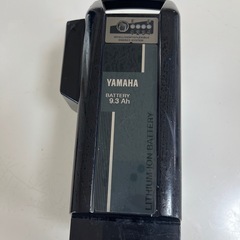 YAMAHA
BATTERY
9.3 Ah
LITHIUM ION BATTERY